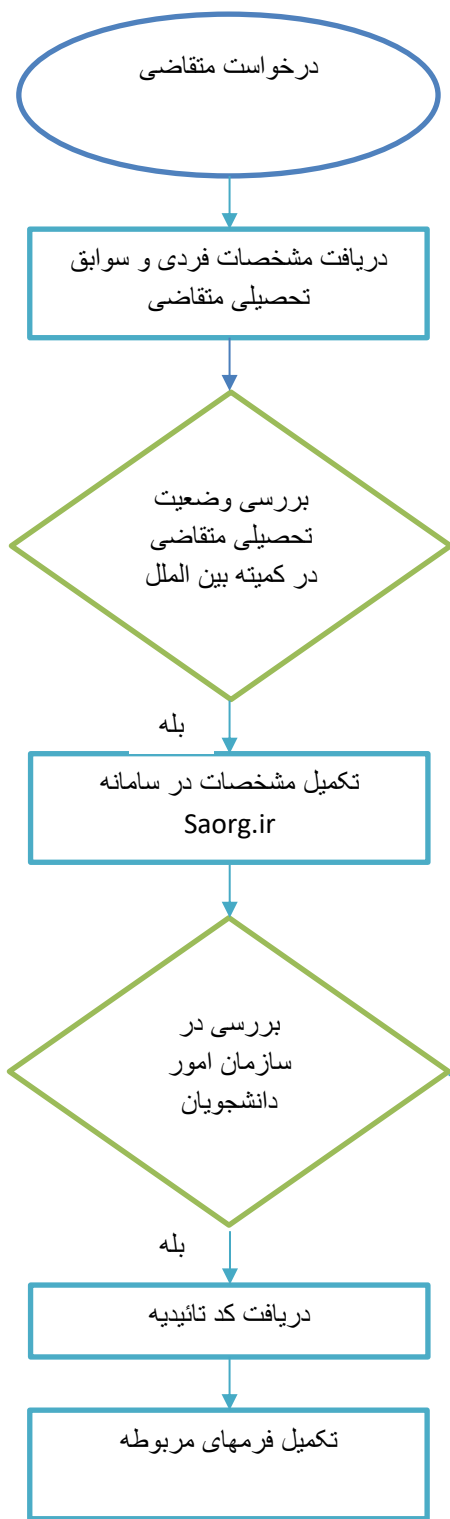 درخواست متقاضی
دریافت مشخصات فردی و سوابق
تحصیلی متقاضی
بررسی وضعیت
تحصیلی متقاضی
در کمیته بین الملل
بله
تکمیل مشخصات در سامانه
Saorg.ir
بررسی در
سازمان امور
دانشجویان
بله
دریافت کد تائیدیه
تکمیل فرمهای مربوطه